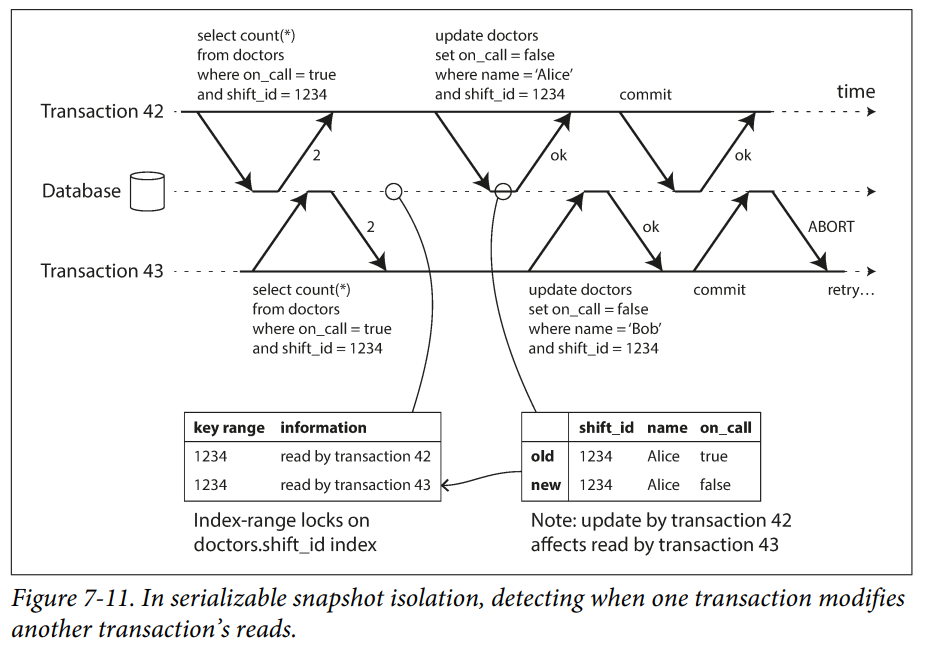 select count(*)
from doctors
where on_call = true
and shift_id = 1234
update doctors
set on_call = false
where name = ‘Alice’
and shift_id = 1234
commit
time
Transaction 42
2
ok
ok
Database
2
ok
ABORT
Transaction 43
select count(*)
from doctors
where on_call = true
and shift_id = 1234
update doctors
set on_call = false
where name = ‘Bob’
and shift_id = 1234
commit
retry…
key range information
1234 read by transaction 42
1234 read by transaction 43
Index-range locks on
doctors.shift_id index
shift_id name on_call
old 1234 Alice true
new 1234 Alice false
Note: update by transaction 42
affects read by transaction 43
Figure 7-11. In serializable snapshot isolation, detecting when one transaction modifies
another transaction’s reads.